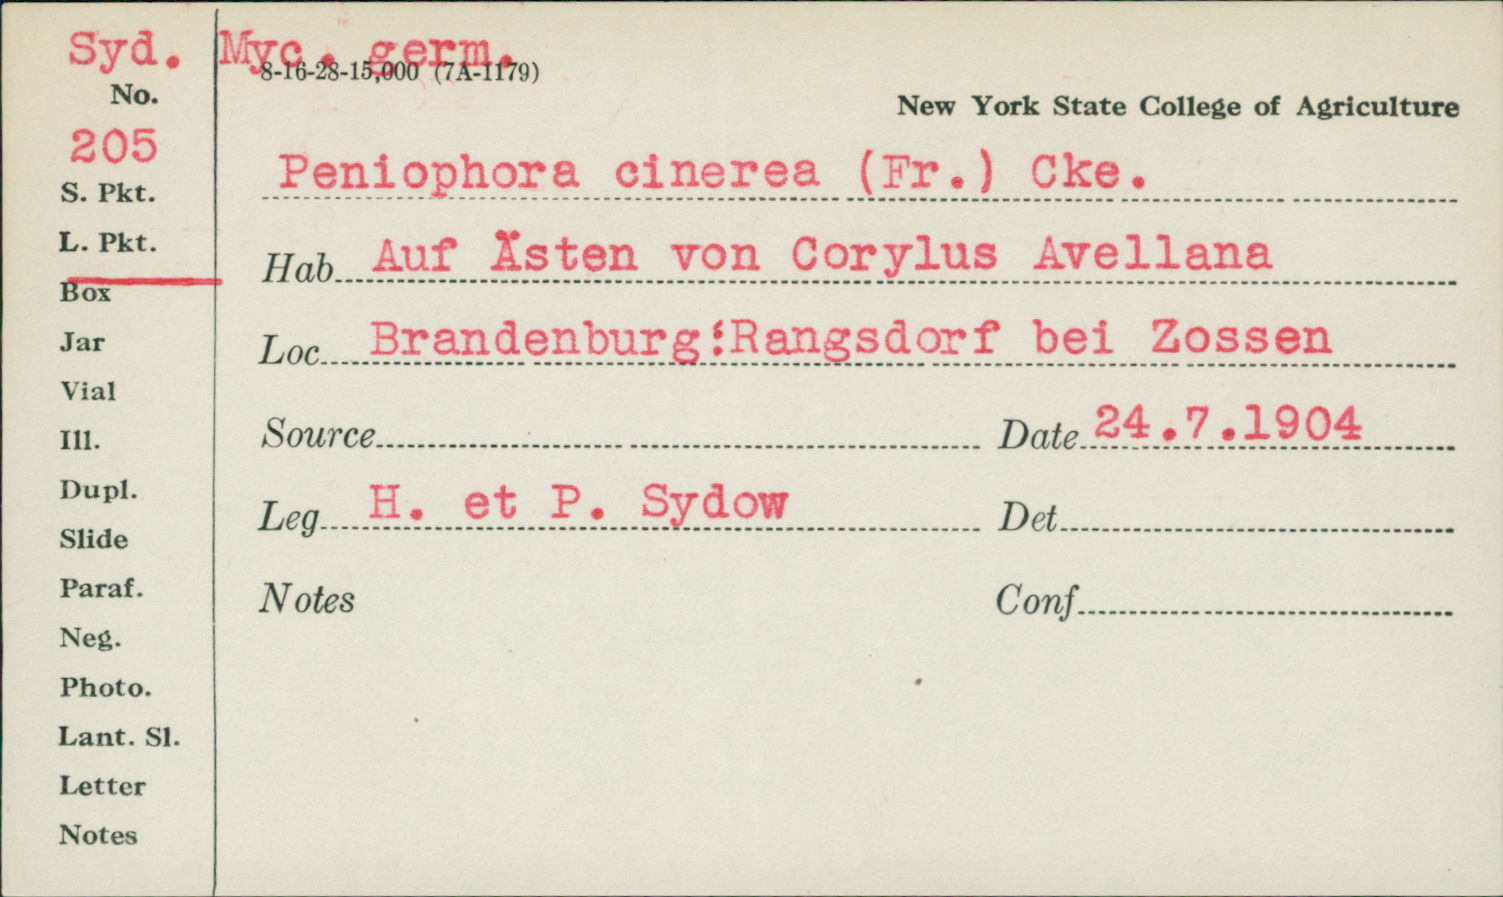 Syd. Myc. germ.
8-16-28-15,000 (7A-1179)
No.
New York State College of Agriculture
205
Peniophora cinerea (Fr.) Cke.
S. Pkt.
L. Pkt.
Hab. Auf Ästen von Corylus Avellana
Box
Loc. Brandenburg:Rangsdorf bei Zossen
Jar
Vial
Source Date 24.7.1904
Ill.
Dupl.
Leg. H. et P. Sydow Det.
Slide
Paraf.
Notes Conf.
Neg.
Photo.
Lant. Sl.
Letter
Notes